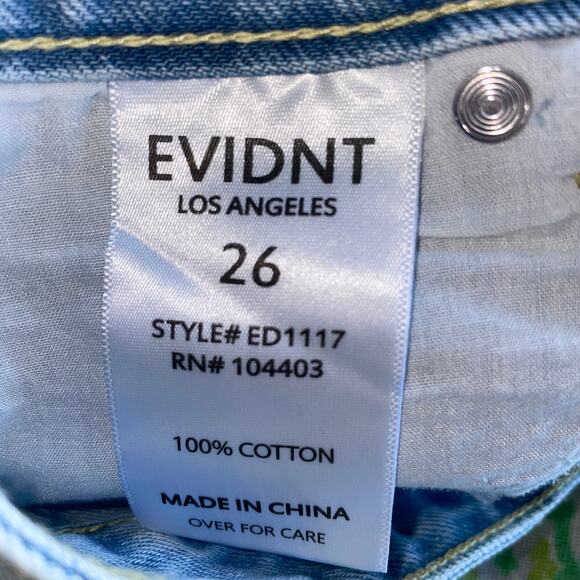 EVIDNT
LOS ANGELES
26
STYLE# ED1117
RN# 104403
100% COTTON
MADE IN CHINA
OVER FOR CARE